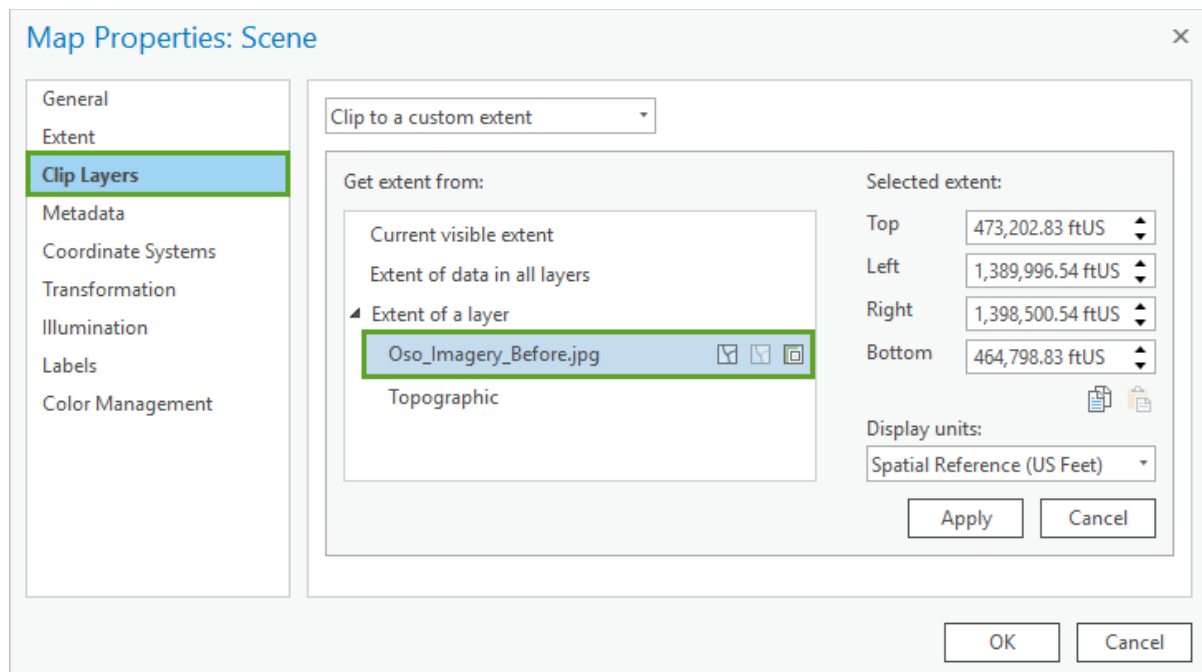 Map Properties: Scene
General
Extent
Clip Layers
Metadata
Coordinate Systems
Transformation
Illumination
Labels
Color Management
Clip to a custom extent
Get extent from:
Current visible extent
Extent of data in all layers
Extent of a layer
Oso_Imagery_Before.jpg
Topographic
Selected extent:
Top 473,202.83 ftUS
Left 1,389,996.54 ftUS
Right 1,398,500.54 ftUS
Bottom 464,798.83 ftUS
Display units:
Spatial Reference (US Feet)
Apply Cancel
OK Cancel